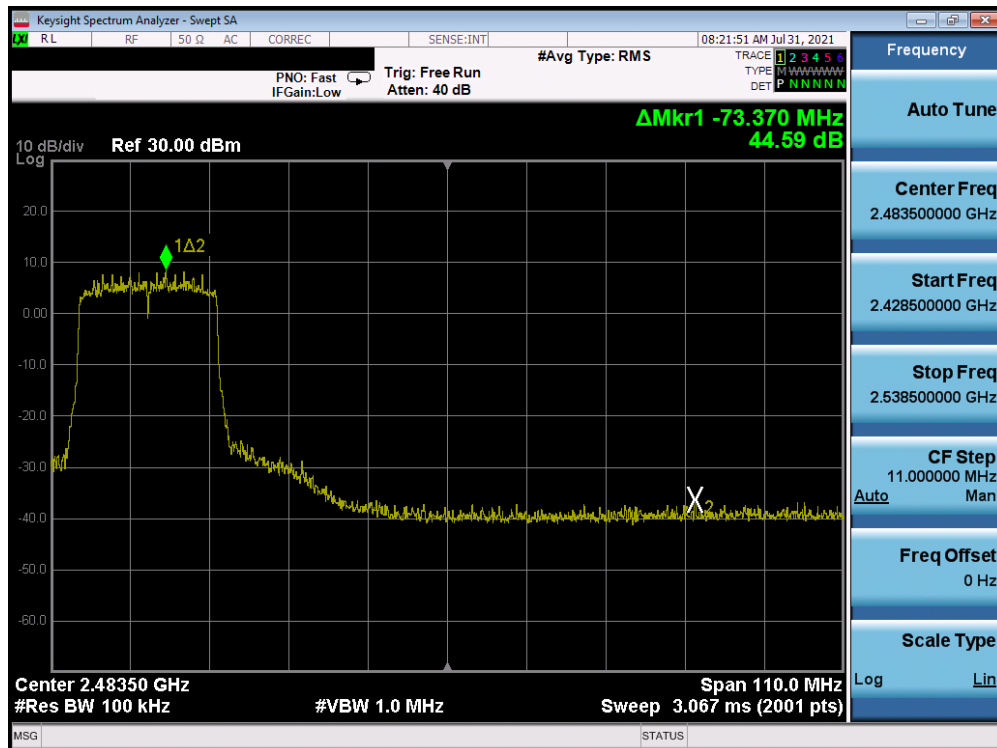 Keysight Spectrum Analyzer - Swept SA
LXI RL RF 50 Ω AC CORREC SENSE:INT 08:21:51 AM Jul 31, 2021
#Avg Type: RMS TRACE 1 2 3 4 5 6
PNO: Fast Trig: Free Run TYPE M WWWWW
IFGain:Low Atten: 40 dB DET P N N N N N
ΔMkr1 -73.370 MHz
44.59 dB
10 dB/div Ref 30.00 dBm
Log
20.0
1Δ2
10.0
0.00
-10.0
-20.0
-30.0
X2
-40.0
-50.0
-60.0
Center 2.48350 GHz Span 110.0 MHz
#Res BW 100 kHz #VBW 1.0 MHz Sweep 3.067 ms (2001 pts)
MSG STATUS
Frequency
Auto Tune
Center Freq
2.483500000 GHz
Start Freq
2.428500000 GHz
Stop Freq
2.538500000 GHz
CF Step
11.000000 MHz
Auto Man
Freq Offset
0 Hz
Scale Type
Log Lin